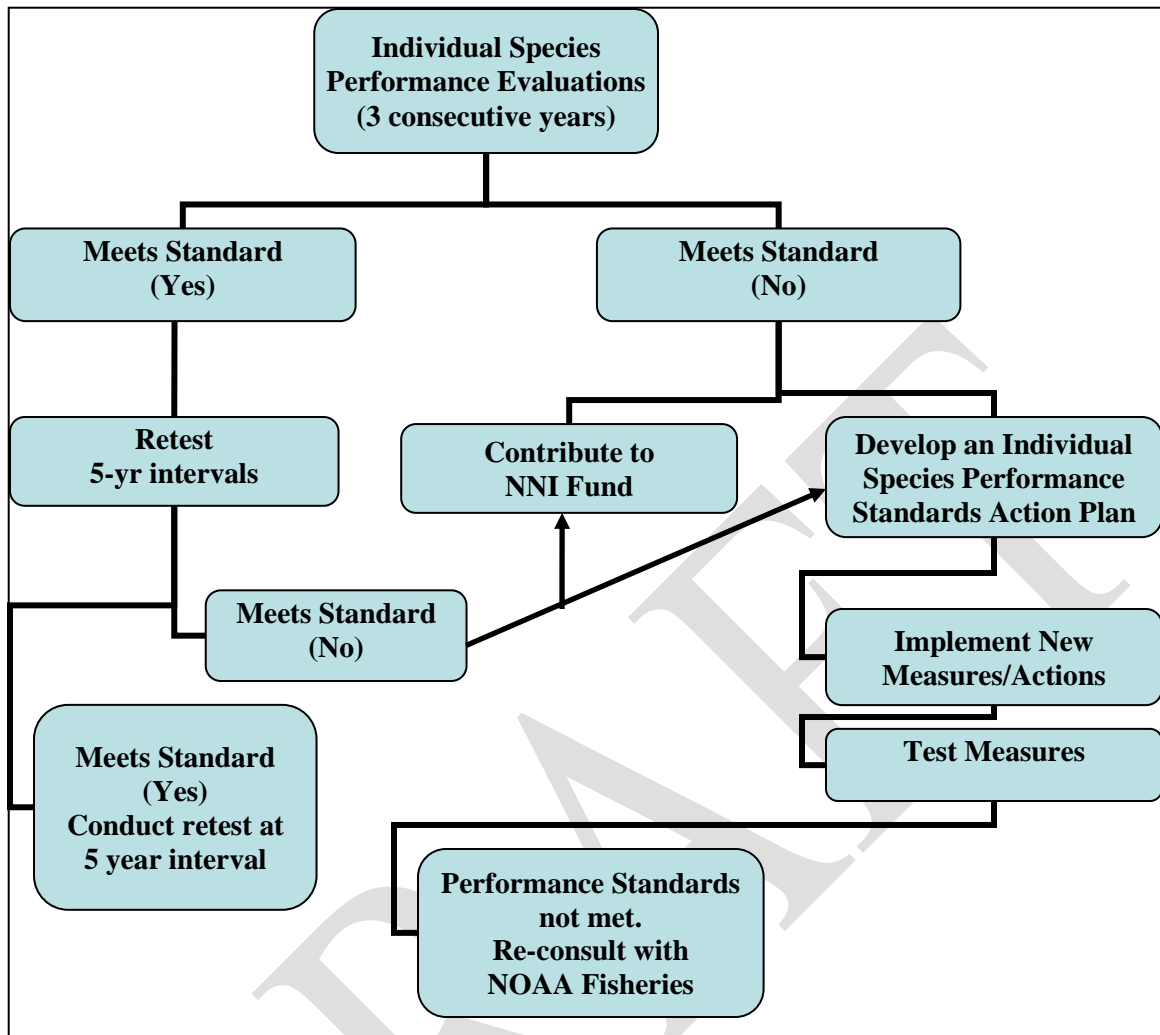 Individual Species
Performance Evaluations
(3 consecutive years)
Meets Standard
(Yes)
Meets Standard
(No)
Retest
5-yr intervals
Contribute to
NNI Fund
Develop an Individual
Species Performance
Standards Action Plan
Meets Standard
(No)
Implement New
Measures/Actions
Meets Standard
(Yes)
Conduct retest at
5 year interval
Test Measures
Performance Standards
not met.
Re-consult with
NOAA Fisheries
DRAFT